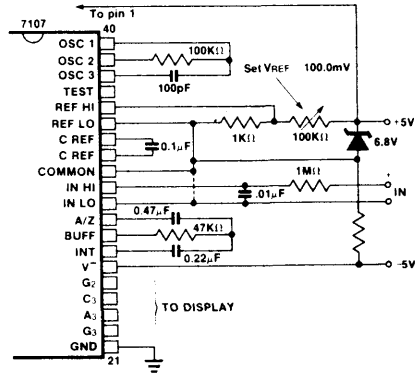 To pin 1
7107
40
OSC 1
OSC 2
100KΩ
OSC 3
100pF
TEST
Set VREF 100.0mV
REF HI
REF LO
1KΩ
100KΩ
+5V
6.8V
C REF
0.1μF
C REF
COMMON
1MΩ
IN HI
.01μF
+
IN
IN LO
-
0.47μF
A/Z
BUFF
47KΩ
INT
0.22μF
V−
−5V
G2
C3
TO DISPLAY
A3
G3
GND
21